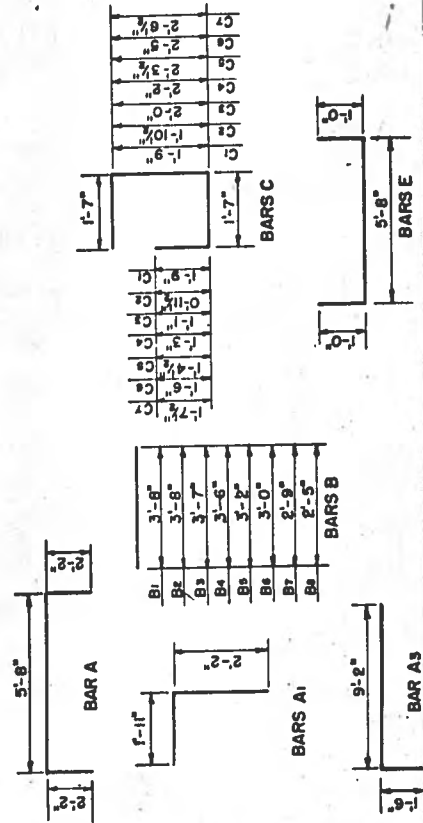 5'-8"
2'-2"
2'-2"
BAR A
1'-11"
2'-2"
BARS A1
9'-2"
1'-6"
BAR A3
B1 3'-8"
B2 3'-8"
B3 3'-7"
B4 3'-6"
B5 3'-2"
B6 3'-0"
B7 2'-9"
B8 2'-5"
BARS B
1'-7"
C7 2'-6½"
C6 2'-5"
C5 2'-3½"
C4 2'-2"
C3 2'-0"
C2 1'-10½"
C1 1'-9"
C1 1'-9"
C2 0'-11½"
C3 1'-1"
C4 1'-3"
C5 1'-4½"
C6 1'-6"
C7 1'-7½"
1'-7"
BARS C
1'-0"
1'-0"
5'-8"
BARS E